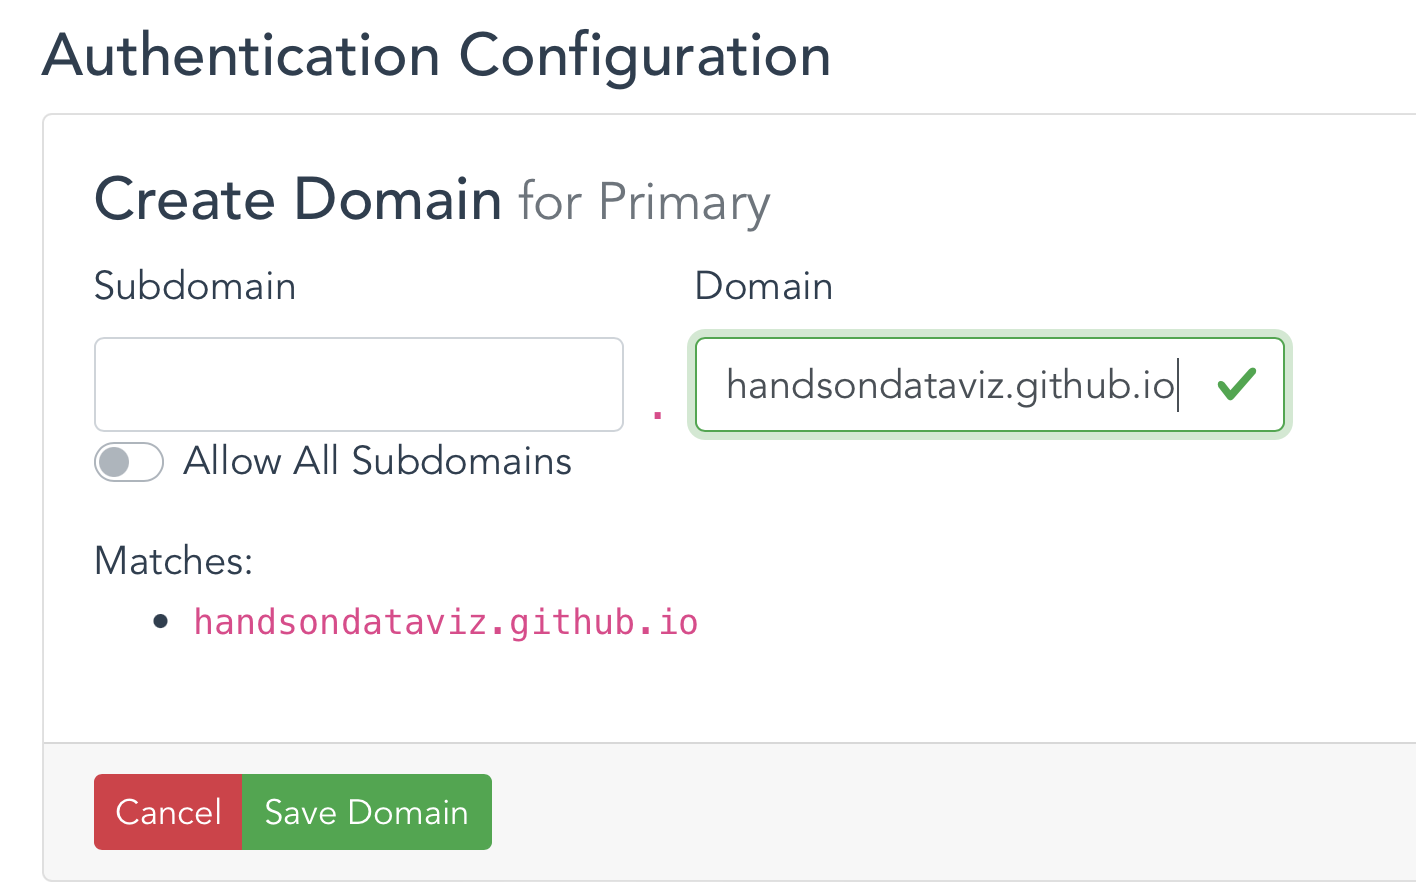 Authentication Configuration
Create Domain for Primary
Subdomain Domain
. handsondataviz.github.io
Allow All Subdomains
Matches:
• handsondataviz.github.io
Cancel Save Domain